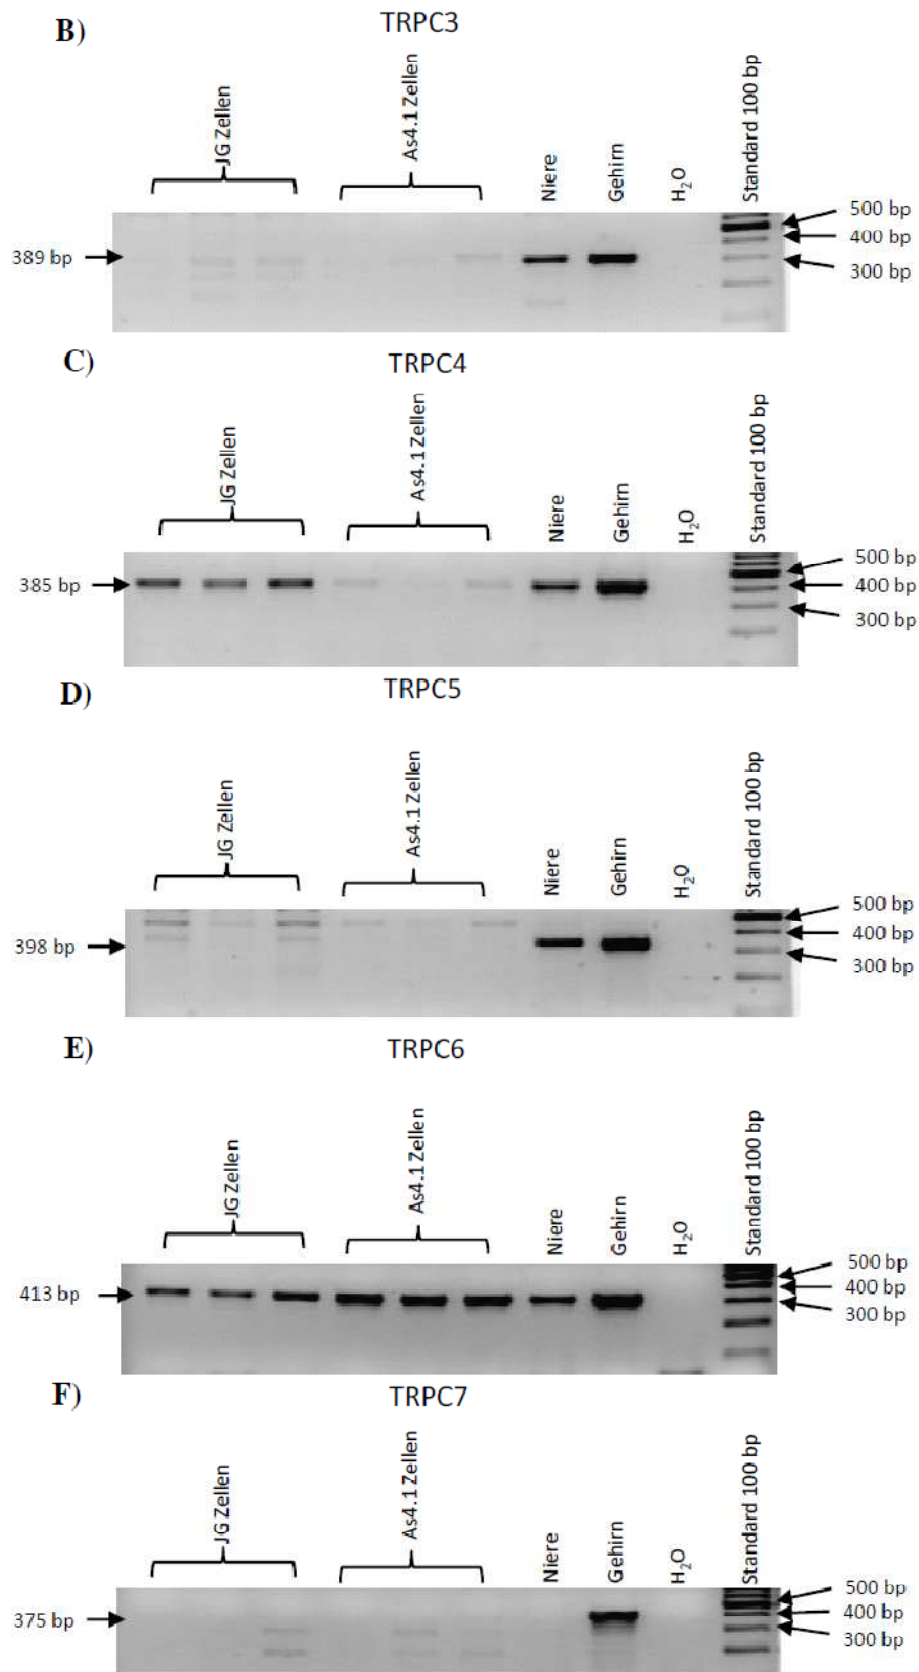 B)
TRPC3
JG Zellen
As4.1 Zellen
Niere
Gehirn
H₂O
Standard 100 bp
389 bp
500 bp
400 bp
300 bp
C)
TRPC4
JG Zellen
As4.1 Zellen
Niere
Gehirn
H₂O
Standard 100 bp
385 bp
500 bp
400 bp
300 bp
D)
TRPC5
JG Zellen
As4.1 Zellen
Niere
Gehirn
H₂O
Standard 100 bp
398 bp
500 bp
400 bp
300 bp
E)
TRPC6
JG Zellen
As4.1 Zellen
Niere
Gehirn
H₂O
Standard 100 bp
413 bp
500 bp
400 bp
300 bp
F)
TRPC7
JG Zellen
As4.1 Zellen
Niere
Gehirn
H₂O
Standard 100 bp
375 bp
500 bp
400 bp
300 bp